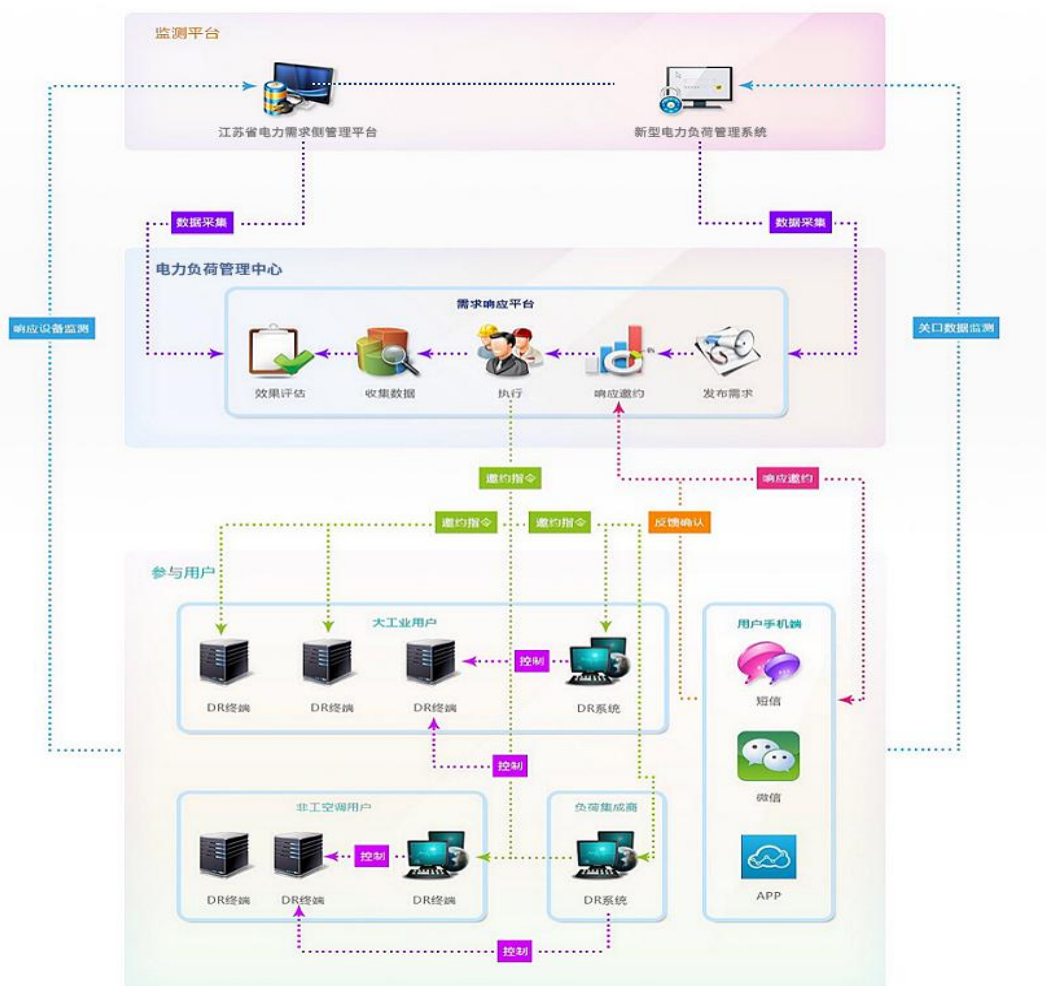 监测平台
江苏省电力需求侧管理平台
新型电力负荷管理系统
数据采集
数据采集
电力负荷管理中心
需求响应平台
响应设备监测
关口数据监测
效果评估
收集数据
执行
响应邀约
发布需求
邀约指令
响应邀约
邀约指令
邀约指令
反馈确认
参与用户
大工业用户
用户手机端
控制
短信
DR终端
DR终端
DR终端
DR系统
控制
微信
非工空调用户
负荷集成商
控制
DR终端
DR终端
DR终端
DR系统
APP
控制